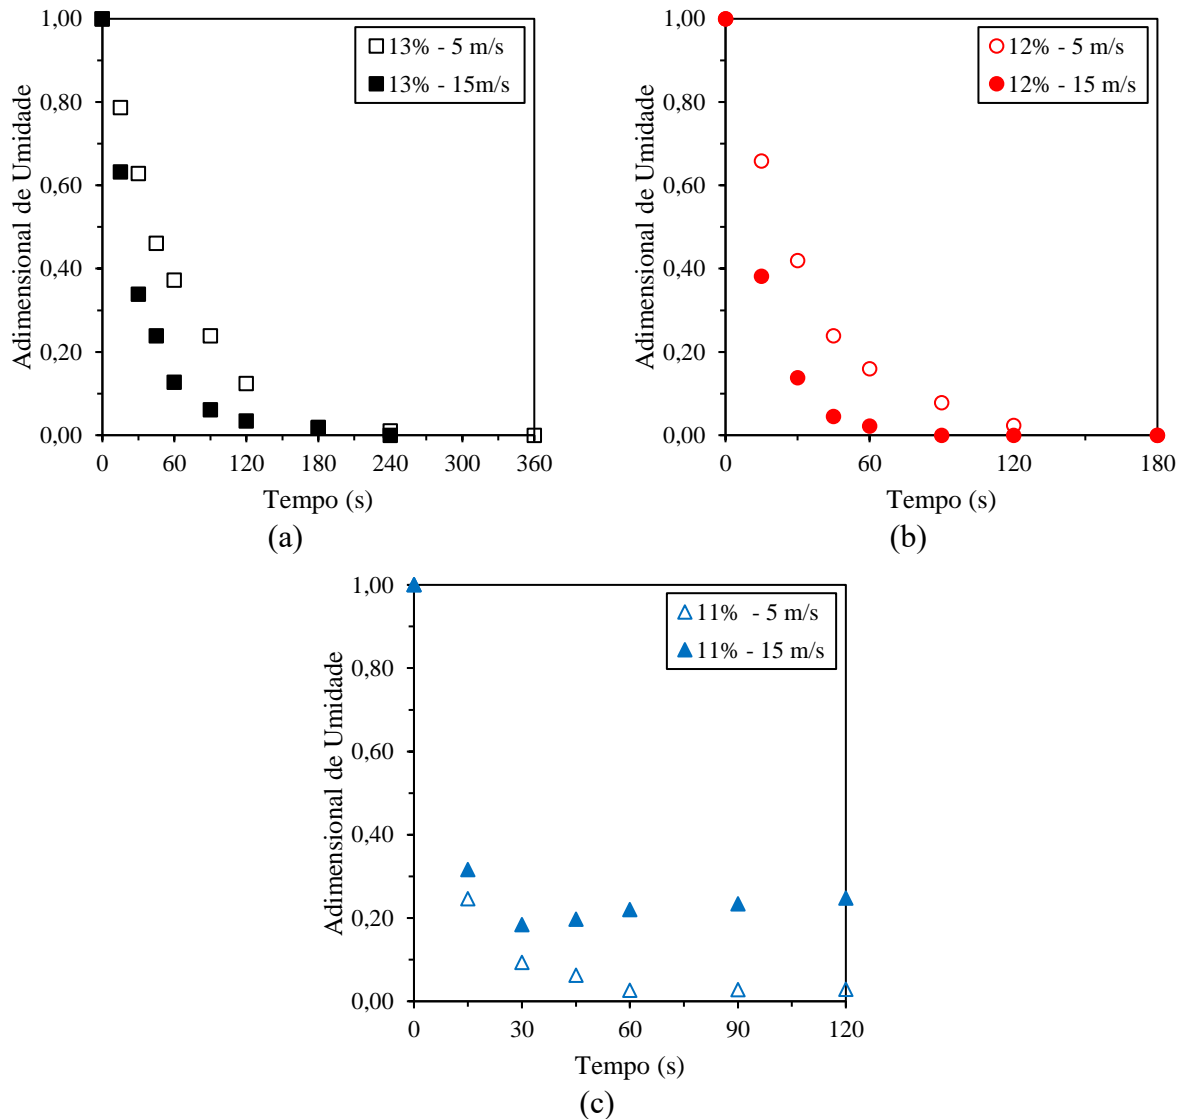 1,00
0,80
0,60
0,40
0,20
0,00
Adimensional de Umidade
13% - 5 m/s
13% - 15m/s
0 60 120 180 240 300 360
Tempo (s)
(a)
1,00
0,80
0,60
0,40
0,20
0,00
Adimensional de Umidade
12% - 5 m/s
12% - 15 m/s
0 60 120 180
Tempo (s)
(b)
1,00
0,80
0,60
0,40
0,20
0,00
Adimensional de Umidade
11% - 5 m/s
11% - 15 m/s
0 30 60 90 120
Tempo (s)
(c)